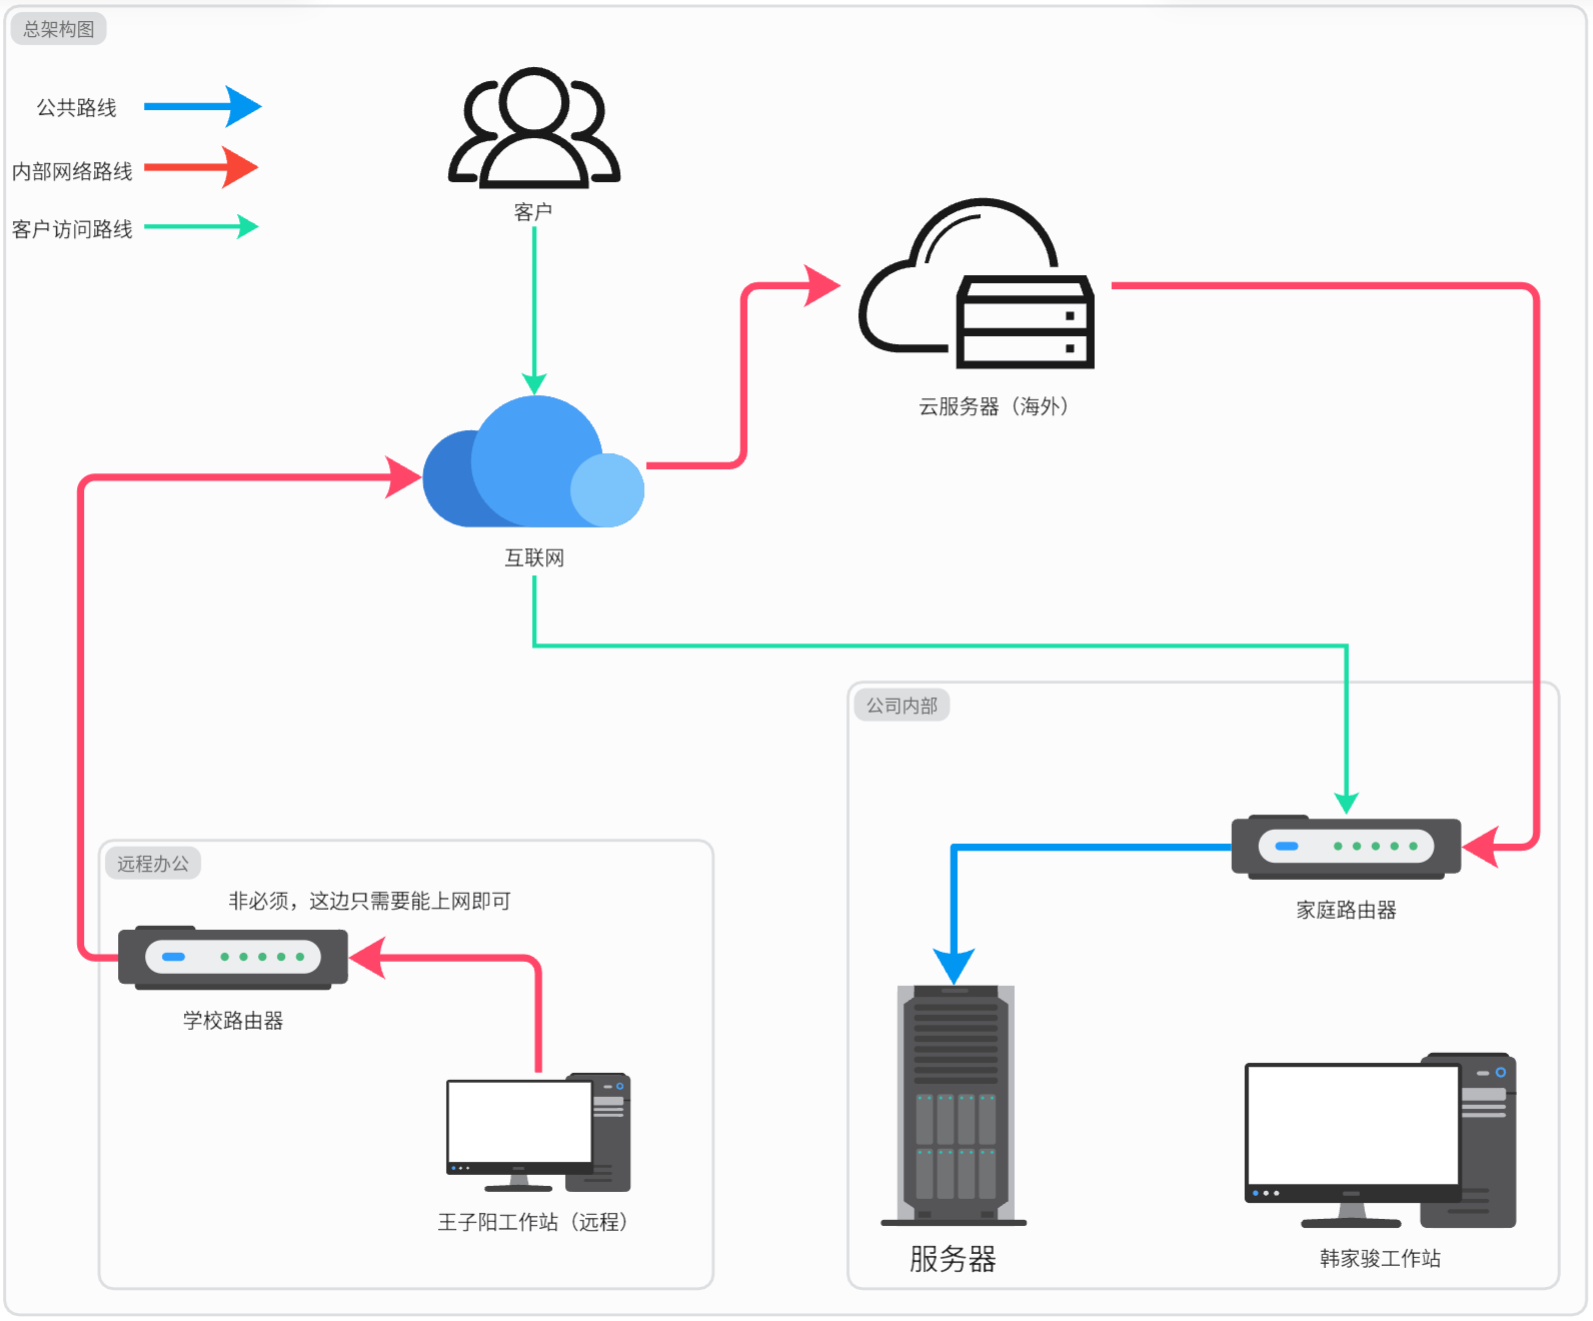 总架构图
公共路线
内部网络路线
客户访问路线
客户
云服务器（海外）
互联网
公司内部
家庭路由器
远程办公
非必须，这边只需要能上网即可
学校路由器
王子阳工作站（远程）
服务器
韩家骏工作站